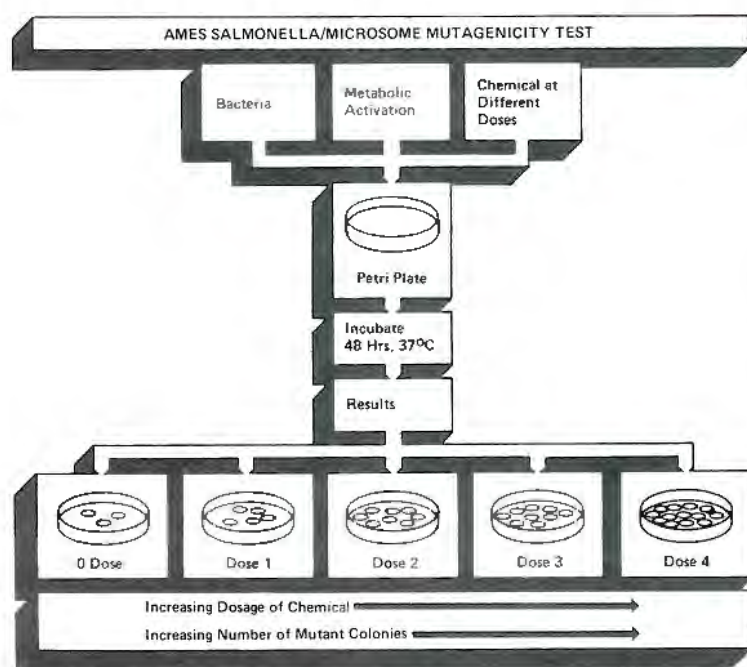 AMES SALMONELLA/MICROSOME MUTAGENICITY TEST
Bacteria
Metabolic
Activation
Chemical at
Different
Doses
Petri Plate
Incubate
48 Hrs, 37°C
Results
0 Dose
Dose 1
Dose 2
Dose 3
Dose 4
Increasing Dosage of Chemical
Increasing Number of Mutant Colonies